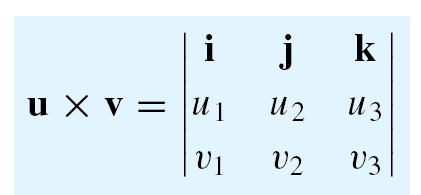 i j k
u × v = | u₁ u₂ u₃ |
v₁ v₂ v₃